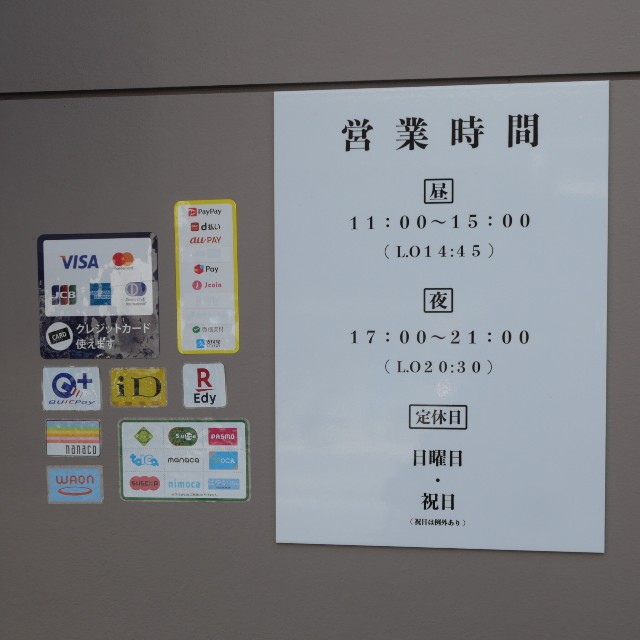 営業時間
昼
11:00～15:00
(L.O14:45)
夜
17:00～21:00
(L.O20:30)
定休日
日曜日
・
祝日
(祝日は例外あり)
PayPay
d払い
au PAY
Pay
J-Coin
VISA
mastercard
JCB
CARD
クレジットカード
使えます
QUICPay
iD
R
Edy
nanaco
WAON
Suica
PASMO
manaca
SUGOCA
nimoca